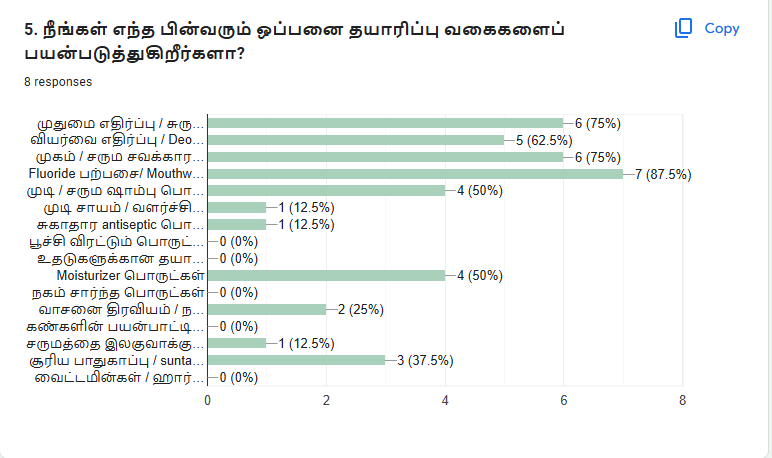 5. நீங்கள் எந்த பின்வரும் ஒப்பனை தயாரிப்பு வகைகளைப்
பயன்படுத்துகிறீர்களா?
Copy
8 responses
முதுமை எதிர்ப்பு / சுரு... 6 (75%)
வியர்வை எதிர்ப்பு / Deo... 5 (62.5%)
முகம் / சரும சவக்கார... 6 (75%)
Fluoride பற்பசை/ Mouthw... 7 (87.5%)
முடி / சரும ஷாம்பு பொ... 4 (50%)
முடி சாயம் / வளர்ச்சி... 1 (12.5%)
சுகாதார antiseptic பொ... 1 (12.5%)
பூச்சி விரட்டும் பொருட்... 0 (0%)
உதடுகளுக்கான தயா... 0 (0%)
Moisturizer பொருட்கள் 4 (50%)
நகம் சார்ந்த பொருட்கள் 0 (0%)
வாசனை திரவியம் / ந... 2 (25%)
கண்களின் பயன்பாட்டி... 0 (0%)
சருமத்தை இலகுவாக்கு... 1 (12.5%)
சூரிய பாதுகாப்பு / sunta... 3 (37.5%)
வைட்டமின்கள் / ஹார்... 0 (0%)
0 2 4 6 8